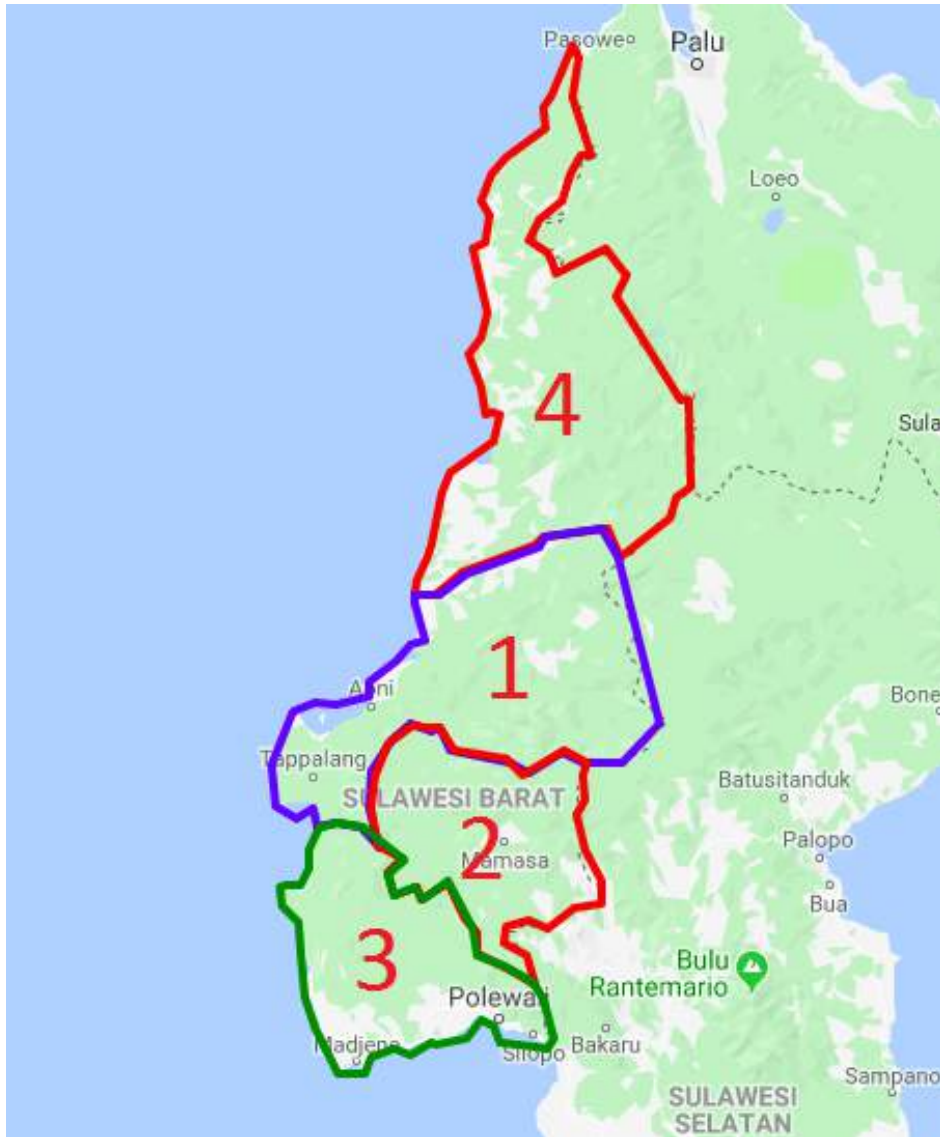 Pasowe
Palu
Loeo
4
Sula
1
Bone
Tappalang
SULAWESI BARAT
Batusitanduk
2
Mamasa
Palopo
Bua
3
Bulu
Rantemario
Polewali
Silopo
Bakaru
Madjene
Sampano
SULAWESI
SELATAN